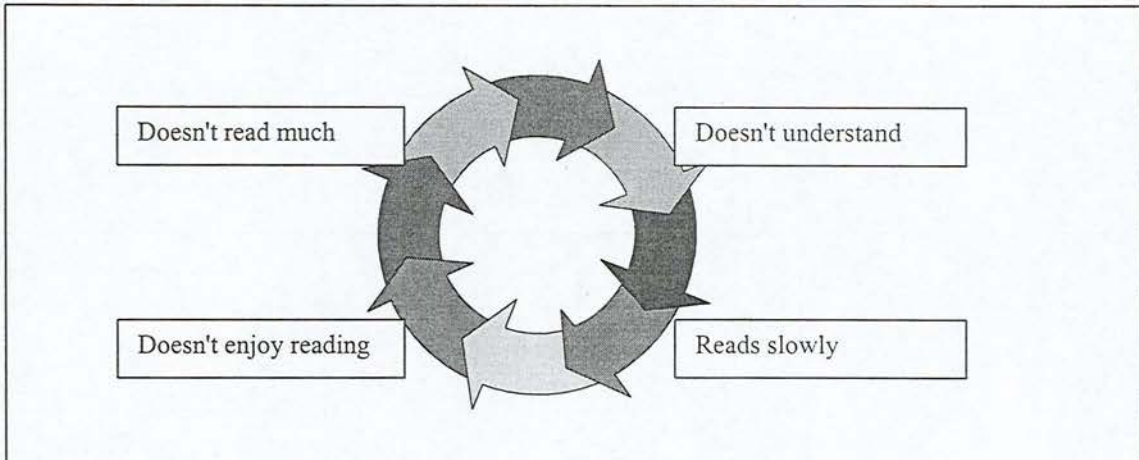 Doesn't read much
Doesn't understand
Doesn't enjoy reading
Reads slowly